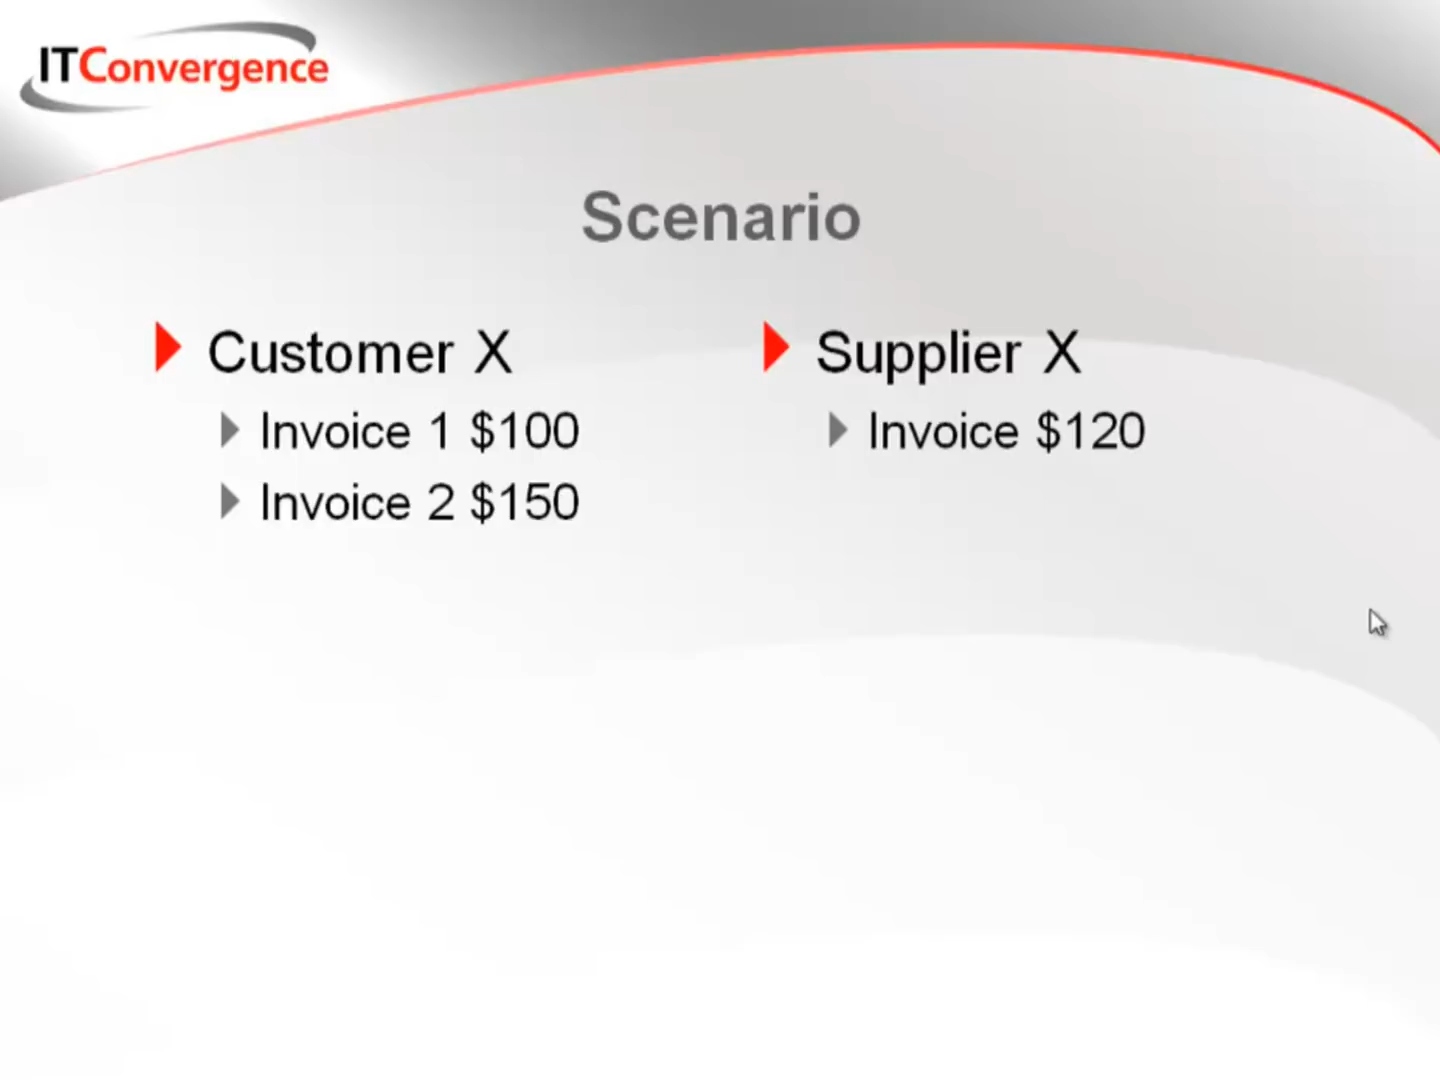 ITConvergence
Scenario
Customer X
Invoice 1 $100
Invoice 2 $150
Supplier X
Invoice $120